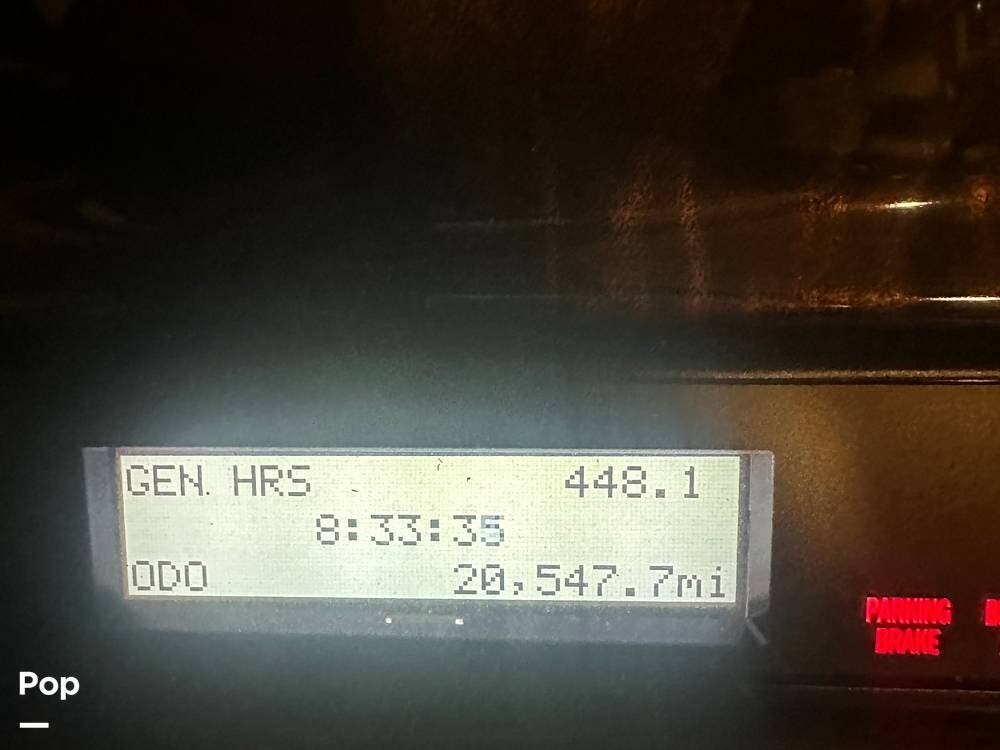 GEN. HRS 448.1
8:33:35
ODO 20,547.7mi
PARKING
BRAKE
Pop